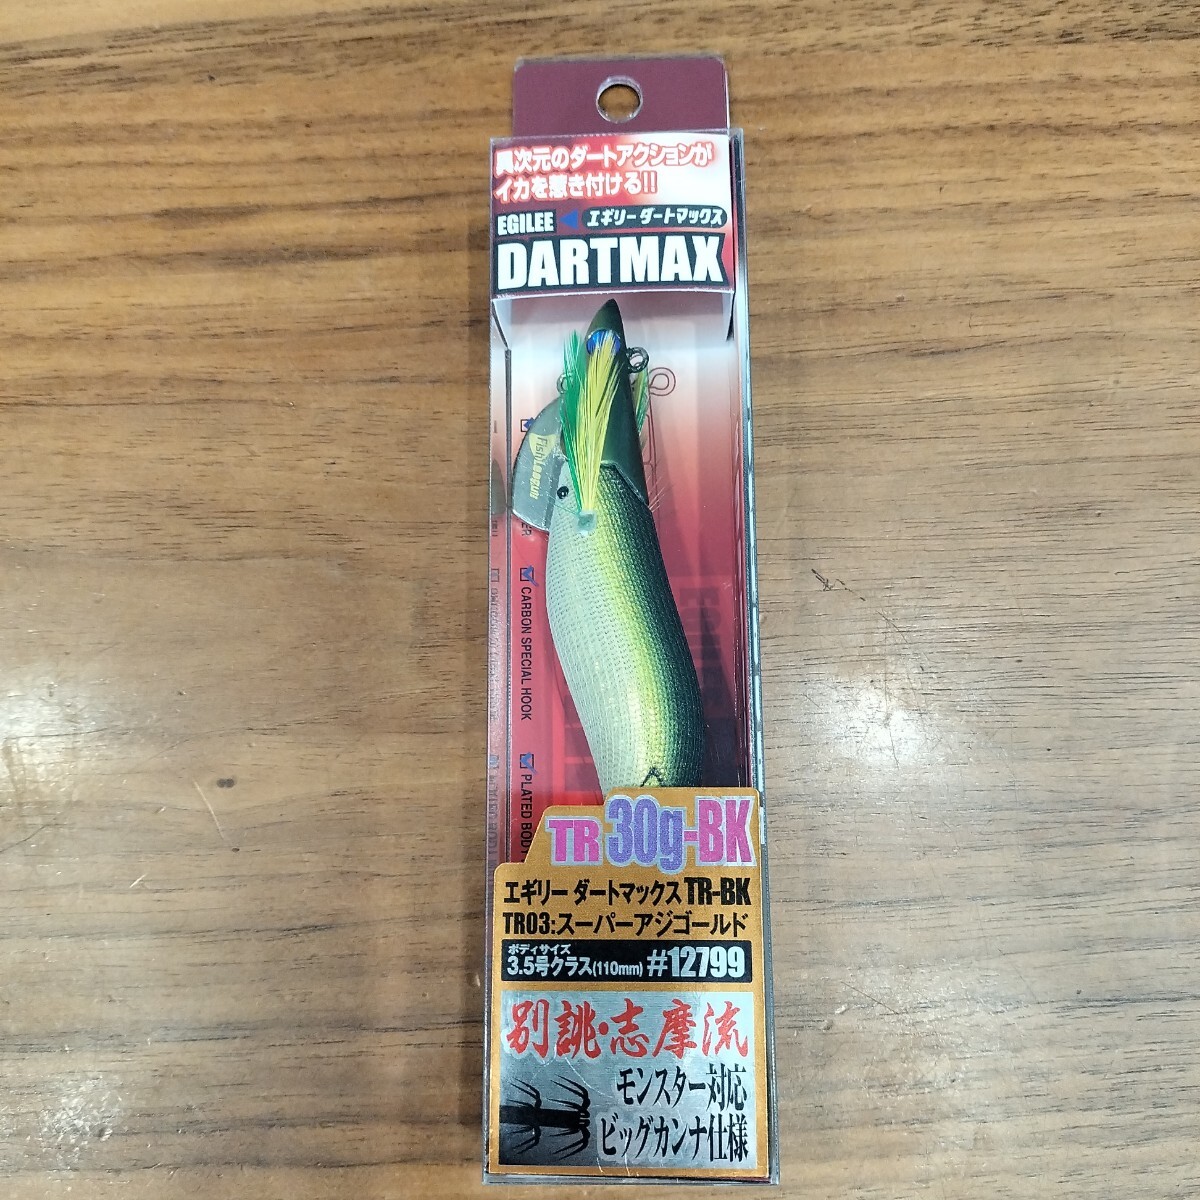 異次元のダートアクションが
イカを惹き付ける!!
EGILEE エギリー ダートマックス
DARTMAX
FishLeague
CARBON SPECIAL HOOK
PLATED BODY
TR 30g-BK
エギリー ダートマックス TR-BK
TR03:スーパーアジゴールド
ボディサイズ
3.5号クラス(110mm) #12799
別誂・志摩流
モンスター対応
ビッグカンナ仕様